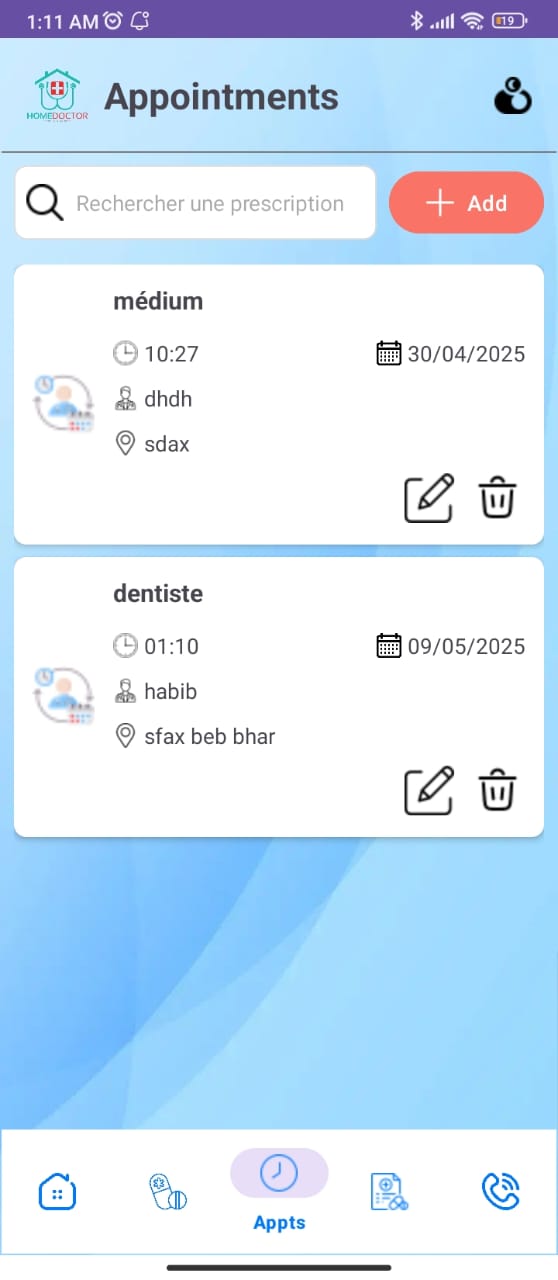 1:11 AM 19
HOMEDOCTOR
Appointments
Rechercher une prescription
+ Add
médium
10:27 30/04/2025
dhdh
sdax
dentiste
01:10 09/05/2025
habib
sfax beb bhar
Appts